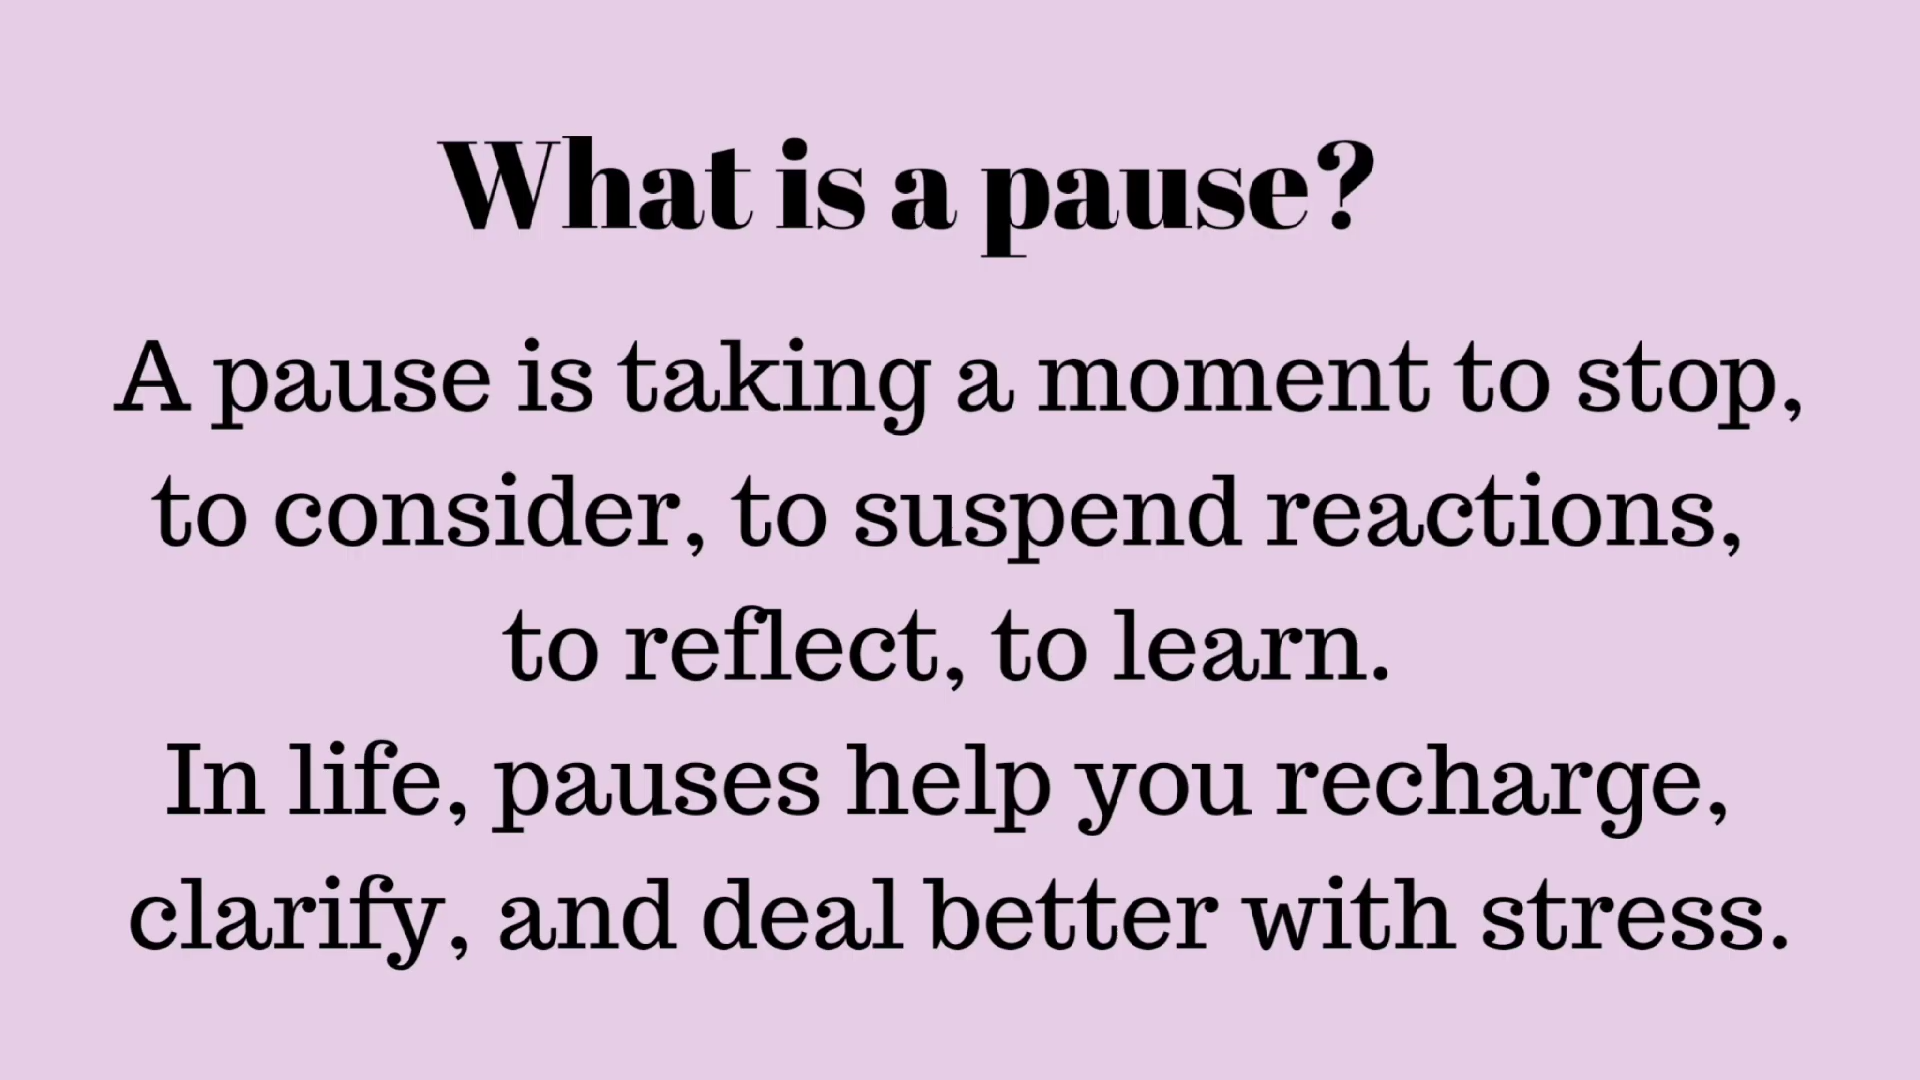 What is a pause?
A pause is taking a moment to stop,
to consider, to suspend reactions,
to reflect, to learn.
In life, pauses help you recharge,
clarify, and deal better with stress.